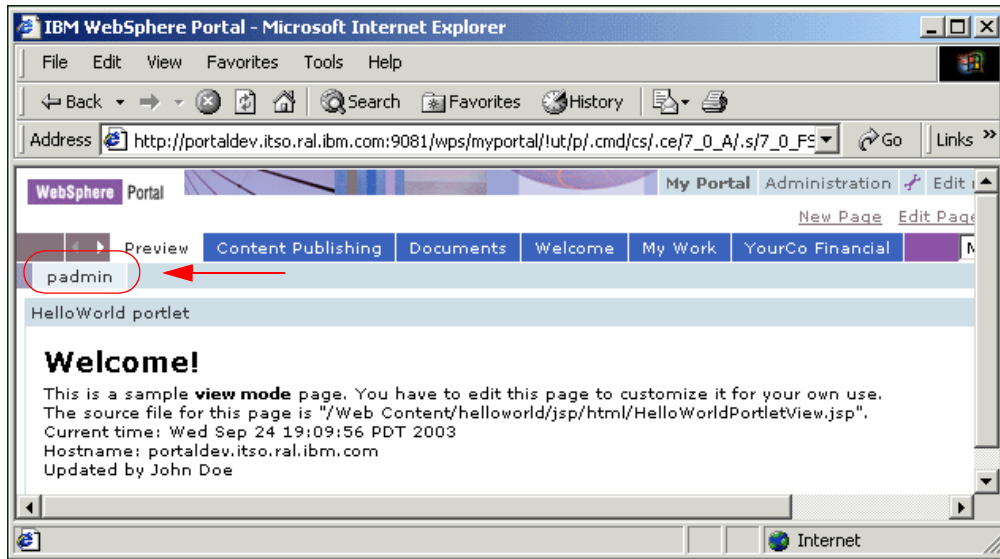 IBM WebSphere Portal - Microsoft Internet Explorer
File Edit View Favorites Tools Help
Back Search Favorites History
Address http://portaldev.itso.ral.ibm.com:9081/wps/myportal/!ut/p/.cmd/cs/.ce/7_0_A/.s/7_0_FS Go Links »
WebSphere Portal My Portal Administration Edit
New Page Edit Page
Preview Content Publishing Documents Welcome My Work YourCo Financial
padmin
HelloWorld portlet
Welcome!
This is a sample view mode page. You have to edit this page to customize it for your own use.
The source file for this page is "/Web Content/helloworld/jsp/html/HelloWorldPortletView.jsp".
Current time: Wed Sep 24 19:09:56 PDT 2003
Hostname: portaldev.itso.ral.ibm.com
Updated by John Doe
Internet